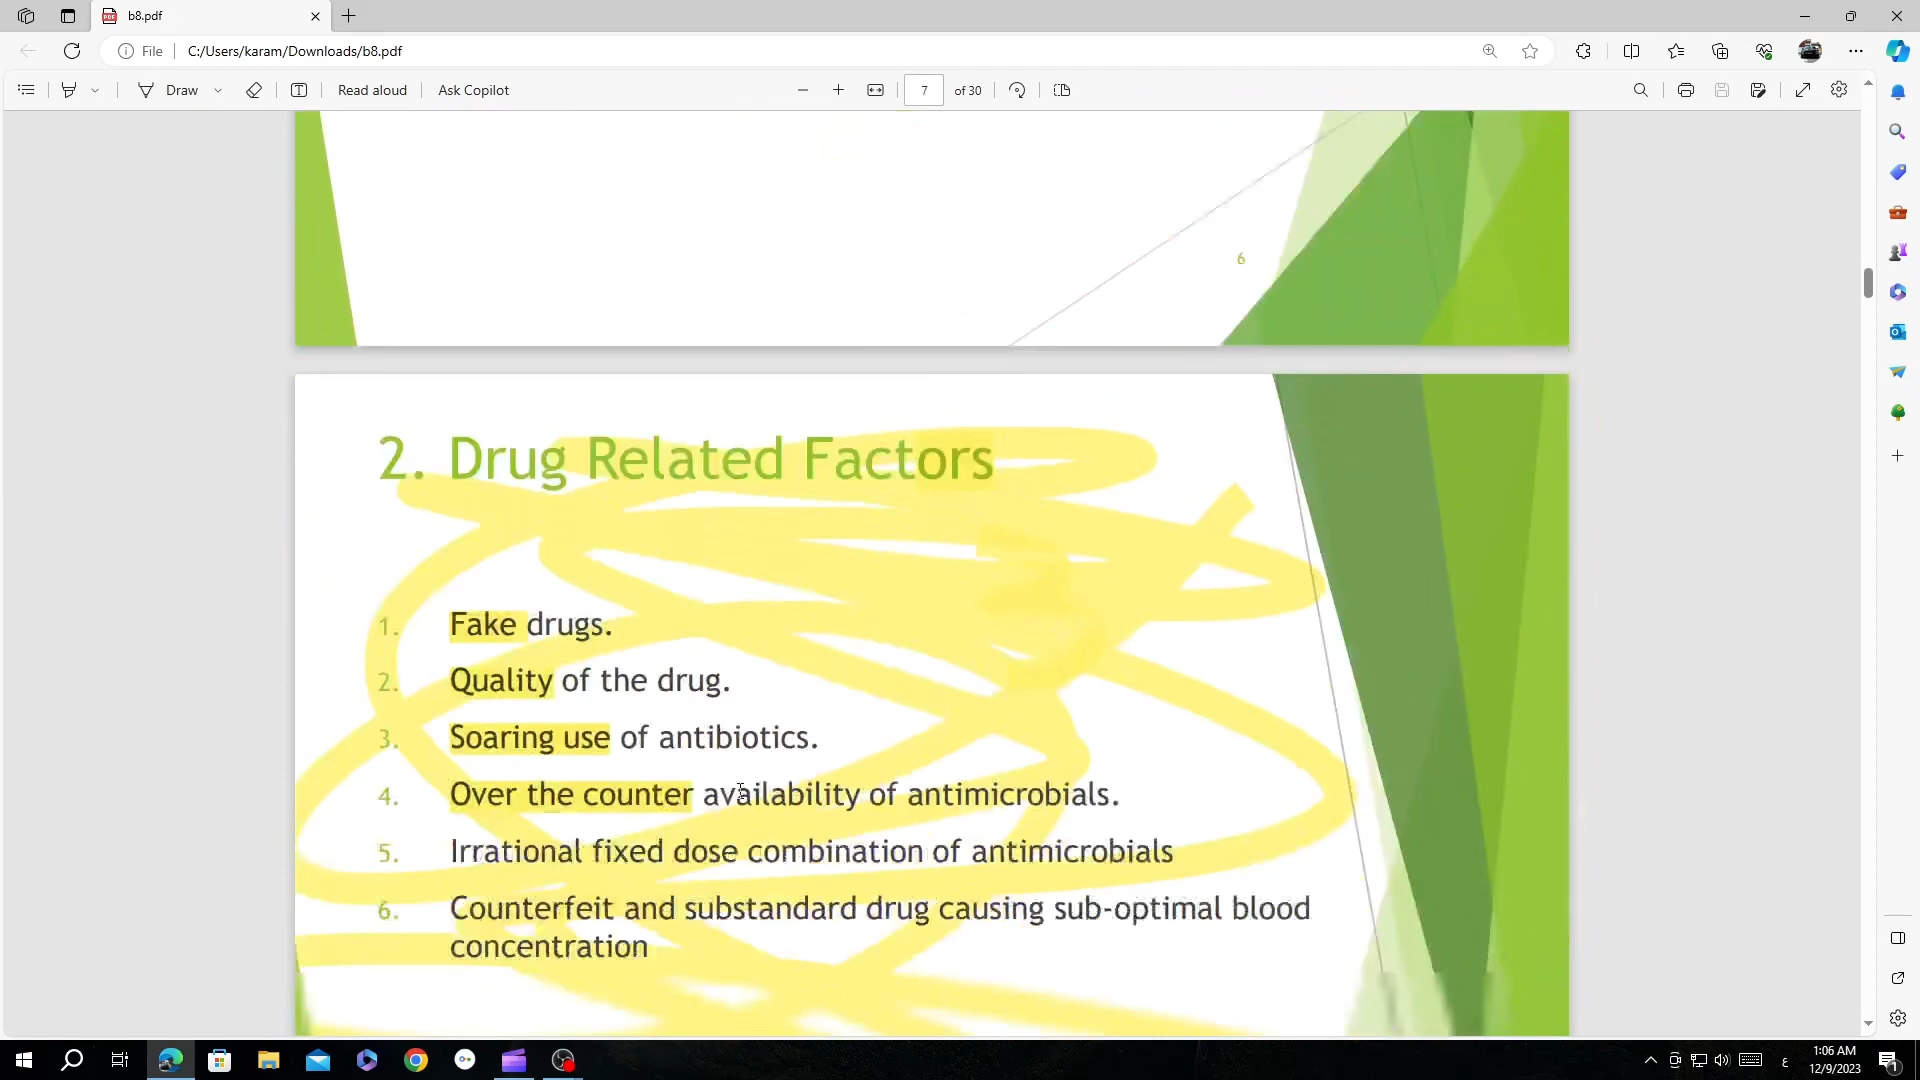 b8.pdf
File
C:/Users/karam/Downloads/b8.pdf
Draw
Read aloud
Ask Copilot
7
of 30
6
2. Drug Related Factors
1. Fake drugs.
2. Quality of the drug.
3. Soaring use of antibiotics.
4. Over the counter availability of antimicrobials.
5. Irrational fixed dose combination of antimicrobials
6. Counterfeit and substandard drug causing sub-optimal blood
concentration
ع
1:06 AM
12/9/2023
1